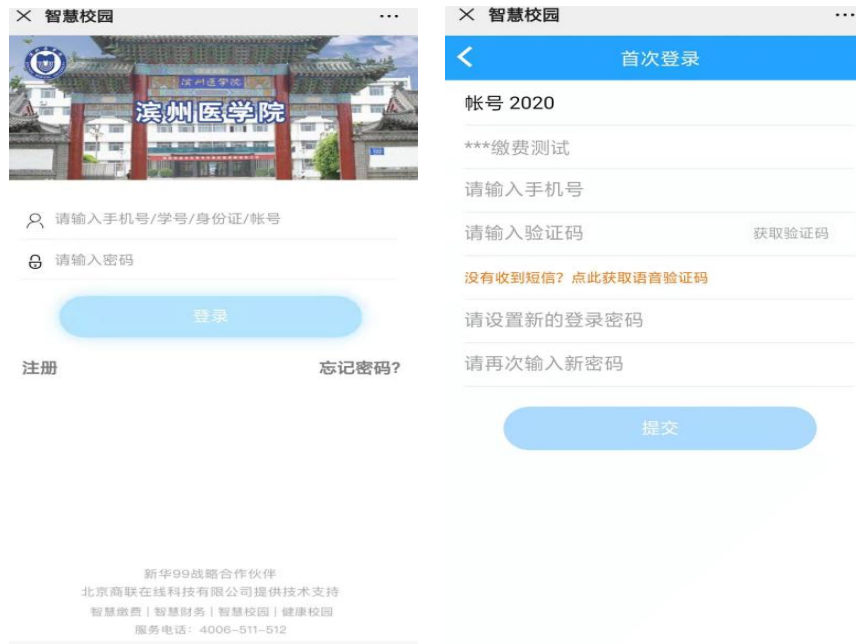 智慧校园
滨州医学院
滨州医学院
请输入手机号/学号/身份证/帐号
请输入密码
登录
注册
忘记密码?
新华99战略合作伙伴
北京商联在线科技有限公司提供技术支持
智慧缴费 | 智慧财务 | 智慧校园 | 健康校园
服务电话：4006-511-512
智慧校园
首次登录
帐号 2020
***缴费测试
请输入手机号
请输入验证码
获取验证码
没有收到短信？点此获取语音验证码
请设置新的登录密码
请再次输入新密码
提交